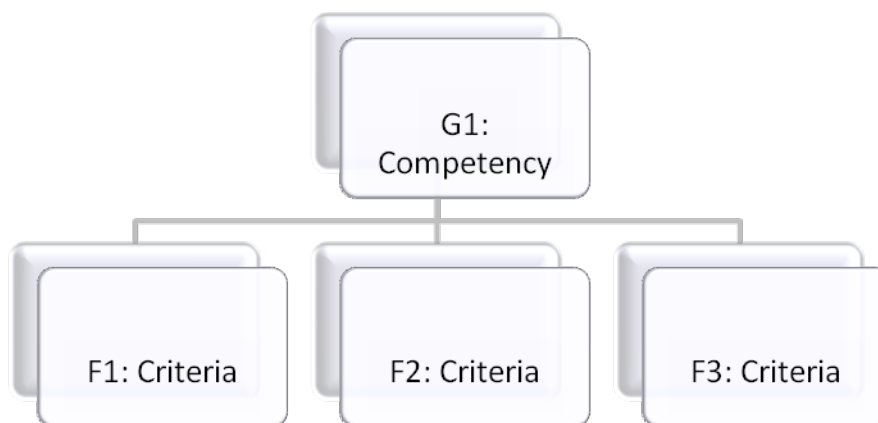 G1:
Competency
F1: Criteria
F2: Criteria
F3: Criteria